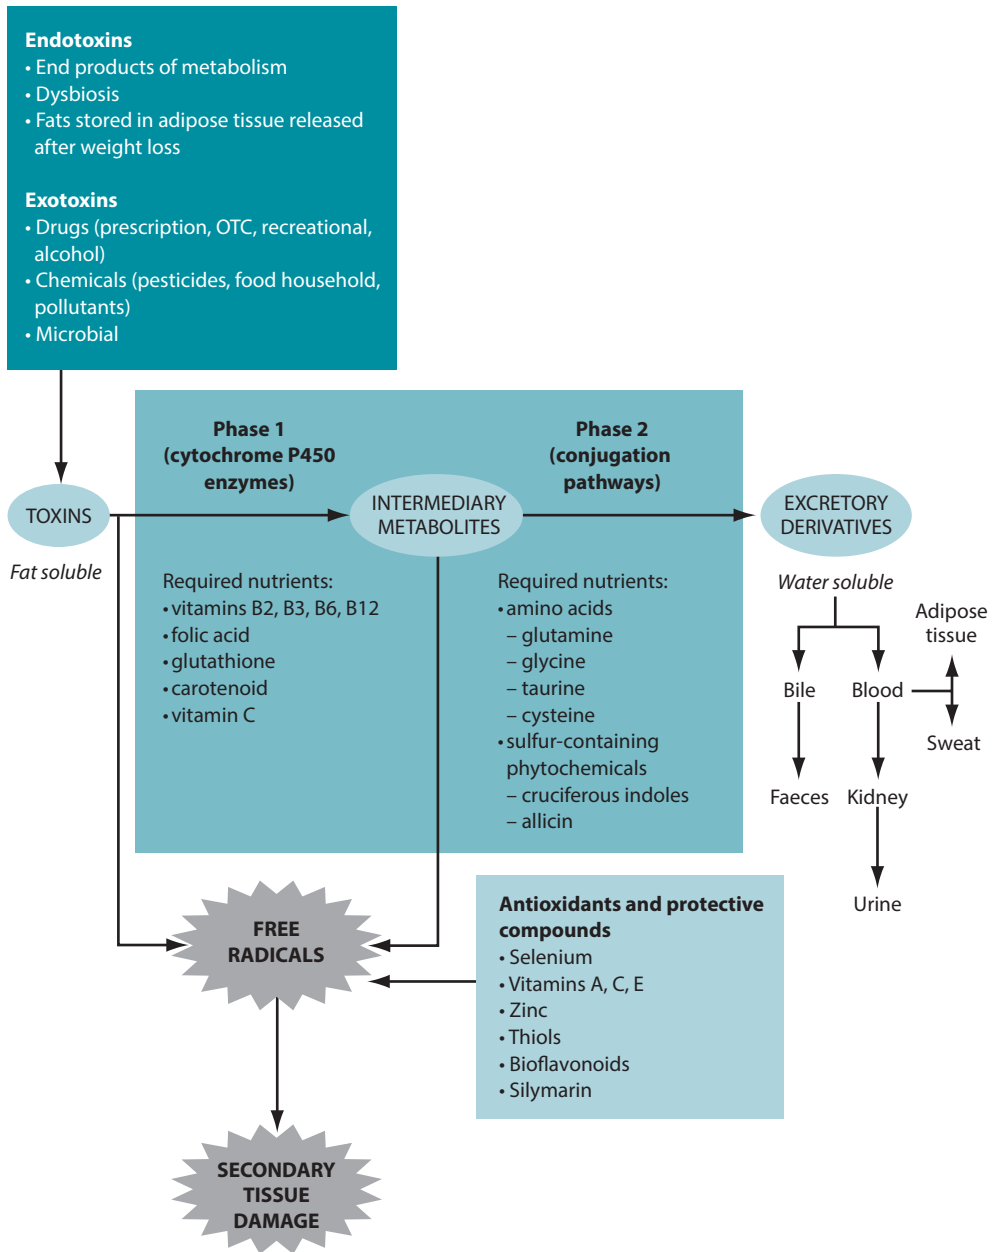 Endotoxins
• End products of metabolism
• Dysbiosis
• Fats stored in adipose tissue released
after weight loss
Exotoxins
• Drugs (prescription, OTC, recreational,
alcohol)
• Chemicals (pesticides, food household,
pollutants)
• Microbial
Phase 1
(cytochrome P450
enzymes)
Phase 2
(conjugation
pathways)
TOXINS
INTERMEDIARY
METABOLITES
EXCRETORY
DERIVATIVES
Fat soluble
Water soluble
Required nutrients:
• vitamins B2, B3, B6, B12
• folic acid
• glutathione
• carotenoid
• vitamin C
Required nutrients:
• amino acids
– glutamine
– glycine
– taurine
– cysteine
• sulfur-containing
phytochemicals
– cruciferous indoles
– allicin
Adipose
tissue
Bile
Blood
Sweat
Faeces
Kidney
Urine
FREE
RADICALS
Antioxidants and protective
compounds
• Selenium
• Vitamins A, C, E
• Zinc
• Thiols
• Bioflavonoids
• Silymarin
SECONDARY
TISSUE
DAMAGE